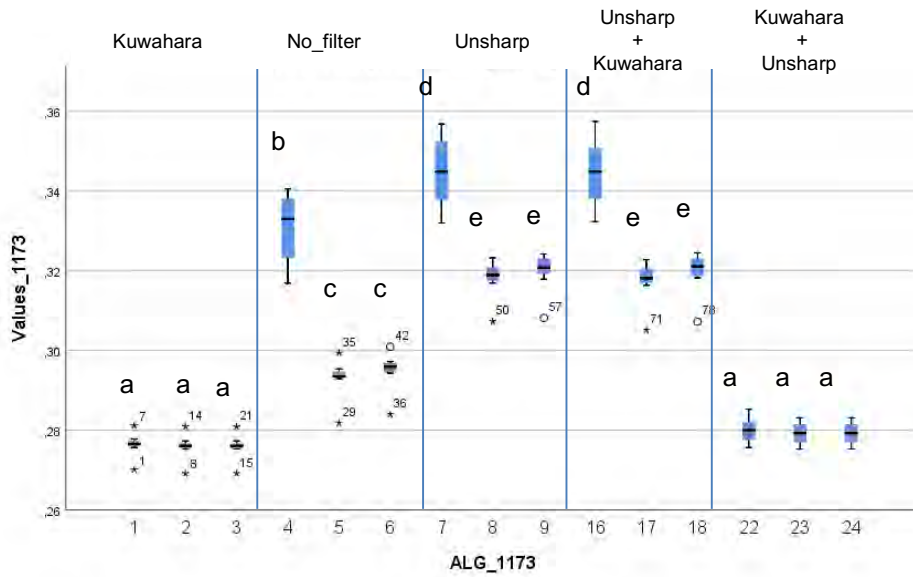 Kuwahara
No_filter
Unsharp
Unsharp
+
Kuwahara
Kuwahara
+
Unsharp
Values_1173
,36
,34
,32
,30
,28
,26
a a a
7 14 21
1 8 15
b
c c
35 42
29 36
d
e e
50 57
d
e e
71 78
a a a
1 2 3 4 5 6 7 8 9 16 17 18 22 23 24
ALG_1173